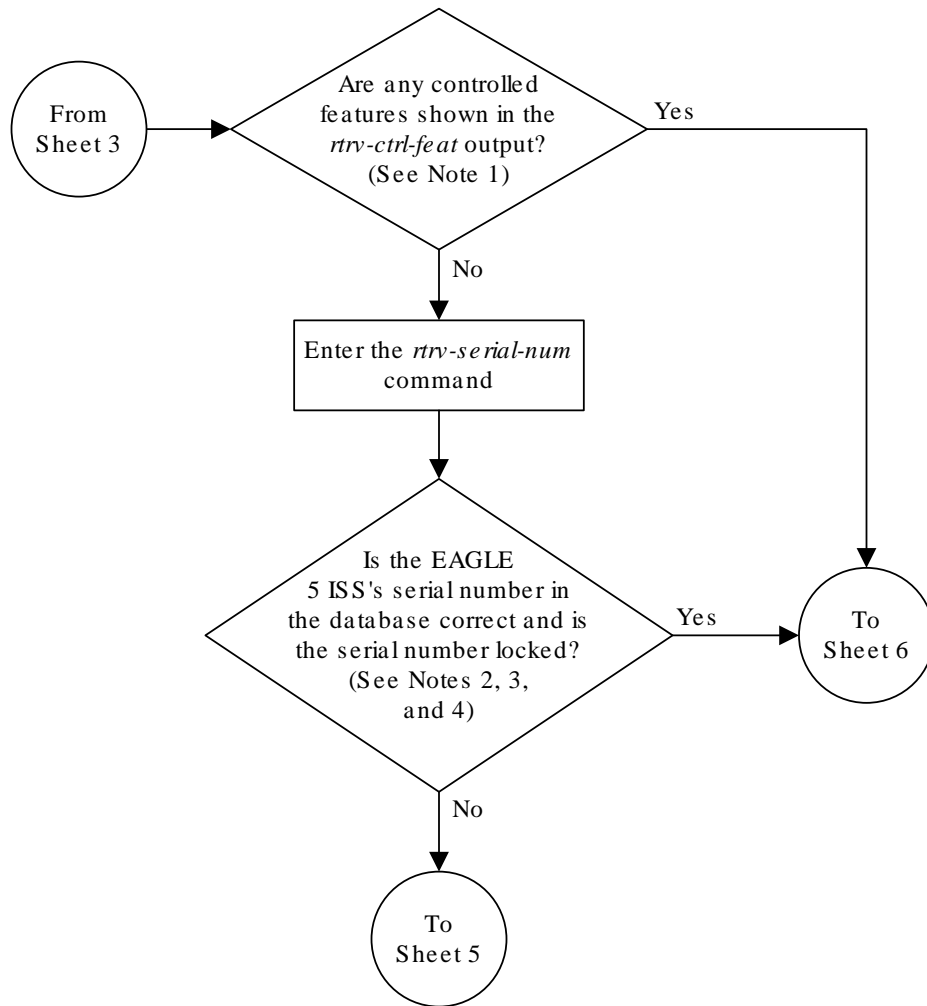 From
Sheet 3
Are any controlled
features shown in the
rtrv-ctrl-feat output?
(See Note 1)
Yes
No
Enter the rtrv-serial-num
command
Is the EAGLE
5 ISS's serial number in
the database correct and is
the serial number locked?
(See Notes 2, 3,
and 4)
Yes
To
Sheet 6
No
To
Sheet 5